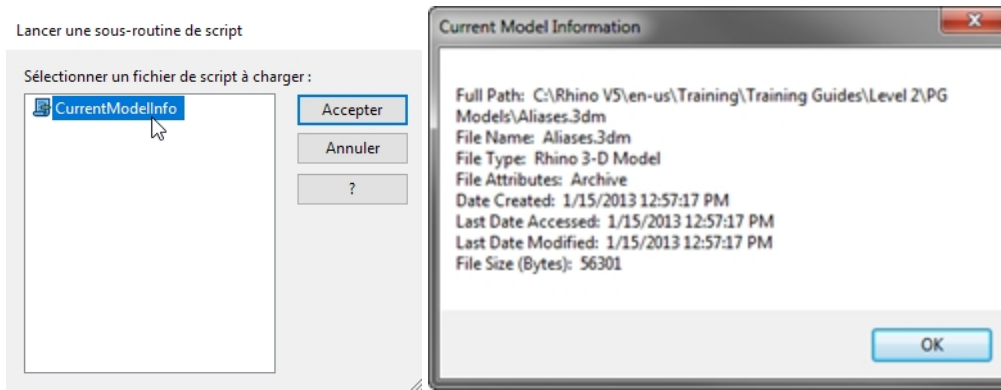 Lancer une sous-routine de script
Sélectionner un fichier de script à charger :
CurrentModelInfo
Accepter
Annuler
?
Current Model Information
Full Path: C:\Rhino V5\en-us\Training\Training Guides\Level 2\PG
Models\Aliases.3dm
File Name: Aliases.3dm
File Type: Rhino 3-D Model
File Attributes: Archive
Date Created: 1/15/2013 12:57:17 PM
Last Date Accessed: 1/15/2013 12:57:17 PM
Last Date Modified: 1/15/2013 12:57:17 PM
File Size (Bytes): 56301
OK